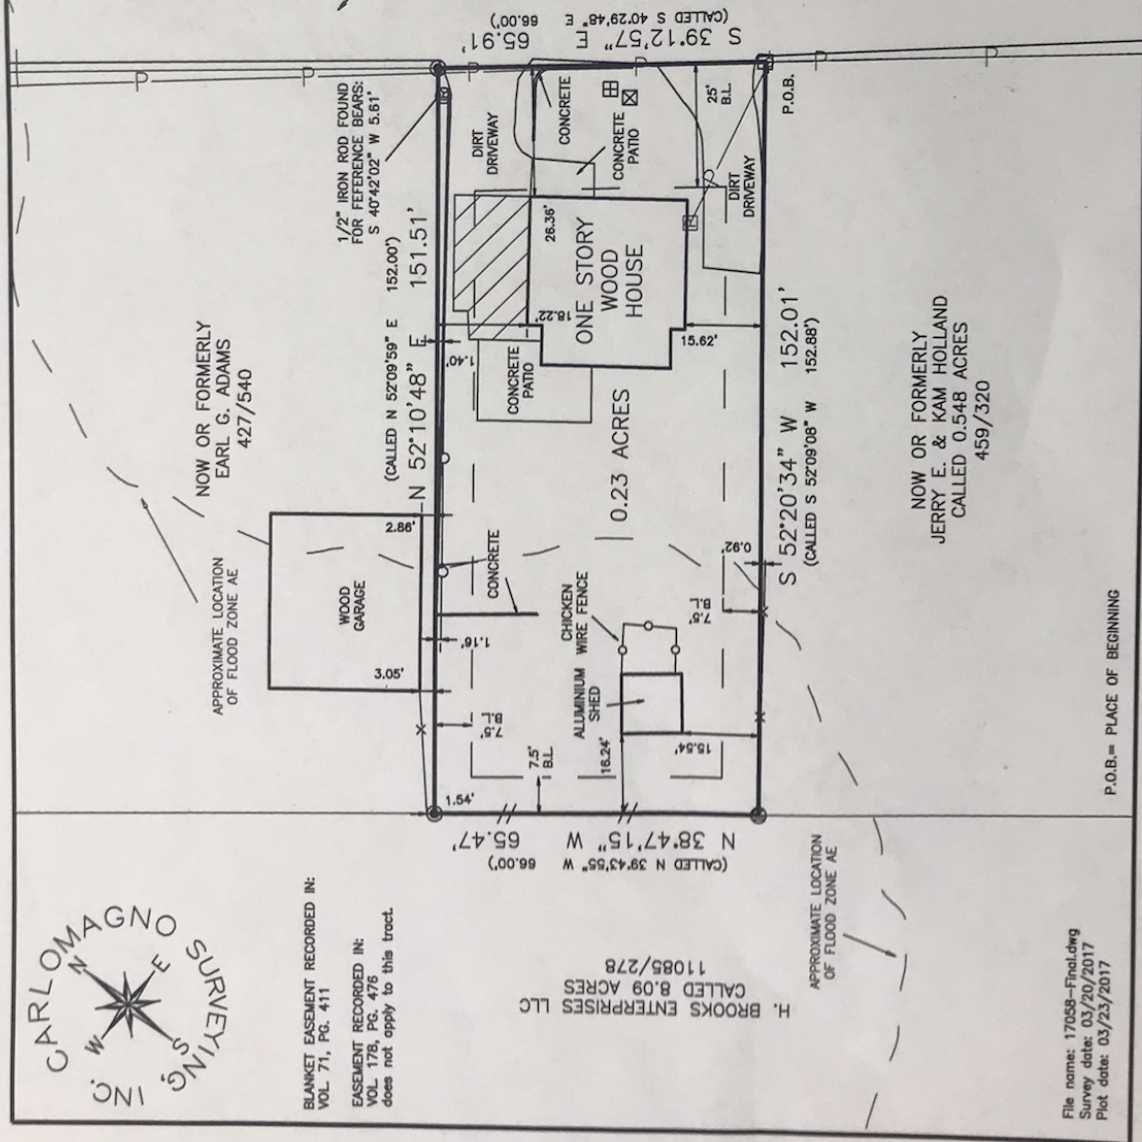 CARLOMAGNO SURVEYING, INC.
N
E
S
W
BLANKET EASEMENT RECORDED IN:
VOL. 71, PG. 411
EASEMENT RECORDED IN:
VOL. 178, PG. 476
does not apply to this tract.
H. BROOKS ENTERPRISES LLC
CALLED 8.09 ACRES
11085/278
APPROXIMATE LOCATION
OF FLOOD ZONE AE
File name: 17058-Final.dwg
Survey date: 03/20/2017
Plot date: 03/23/2017
N 38°47'15" W 65.47'
(CALLED N 39°43'55" W 66.00')
APPROXIMATE LOCATION
OF FLOOD ZONE AE
NOW OR FORMERLY
EARL G. ADAMS
427/540
WOOD
GARAGE
3.05'
2.86'
1.54'
1.16'
1.40'
(CALLED N 52°09'59" E 152.00')
N 52°10'48" E 151.51'
1/2" IRON ROD FOUND
FOR FEFERENCE BEARS:
S 40°42'02" W 5.61'
7.5'
B.L
7.5'
B.L
16.24'
ALUMINIUM
SHED
CHICKEN
WIRE FENCE
CONCRETE
15.54'
7.5'
B.L
0.92'
0.23 ACRES
CONCRETE
PATIO
18.22'
26.36'
ONE STORY
WOOD
HOUSE
15.62'
DIRT
DRIVEWAY
CONCRETE
CONCRETE
PATIO
25'
B.L
DIRT
DRIVEWAY
P.O.B.
P
P
P
P
P
P
S 39°12'57" E 65.91'
(CALLED S 40°29'48" E 66.00')
S 52°20'34" W 152.01'
(CALLED S 52°09'08" W 152.88')
NOW OR FORMERLY
JERRY E. & KAM HOLLAND
CALLED 0.548 ACRES
459/320
P.O.B.= PLACE OF BEGINNING